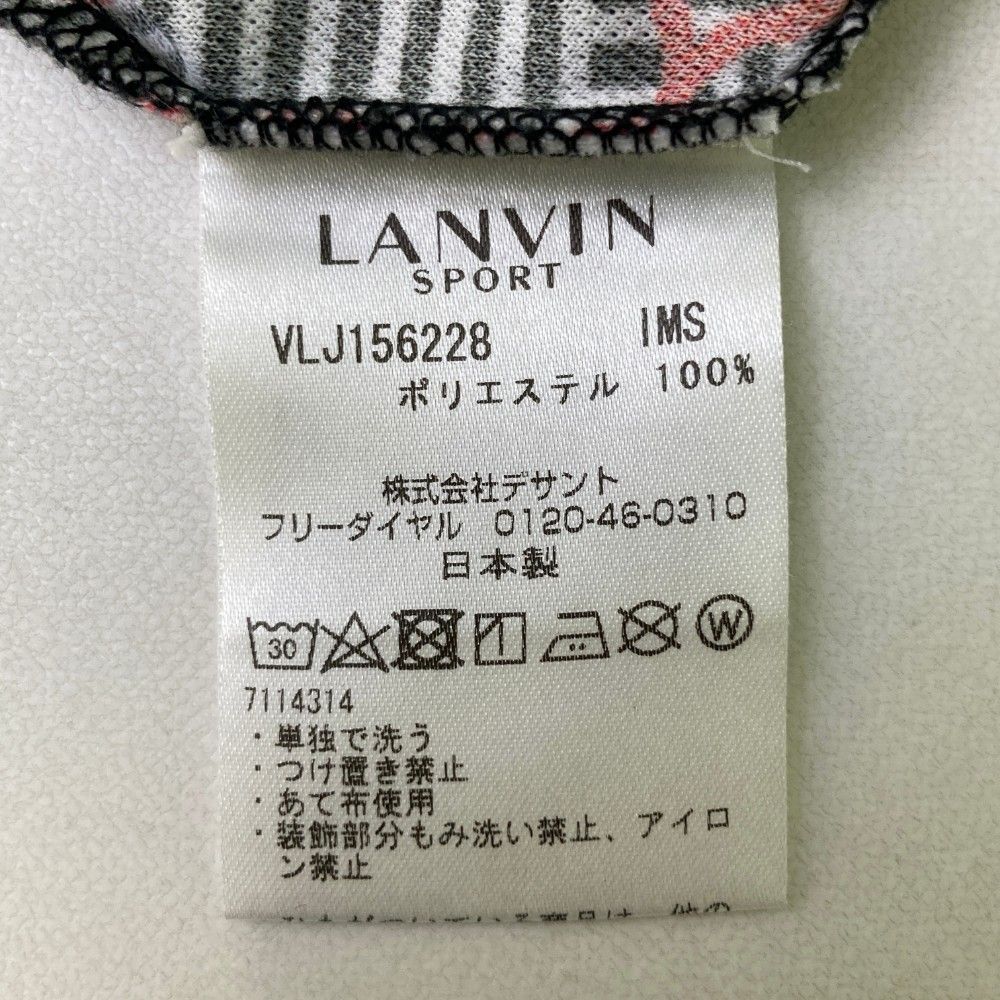 LANVIN
SPORT
VLJ156228 IMS
ポリエステル 100%
株式会社デサント
フリーダイヤル 0120-46-0310
日本製
30
W
7114314
・単独で洗う
・つけ置き禁止
・あて布使用
・装飾部分もみ洗い禁止、アイロ
ン禁止